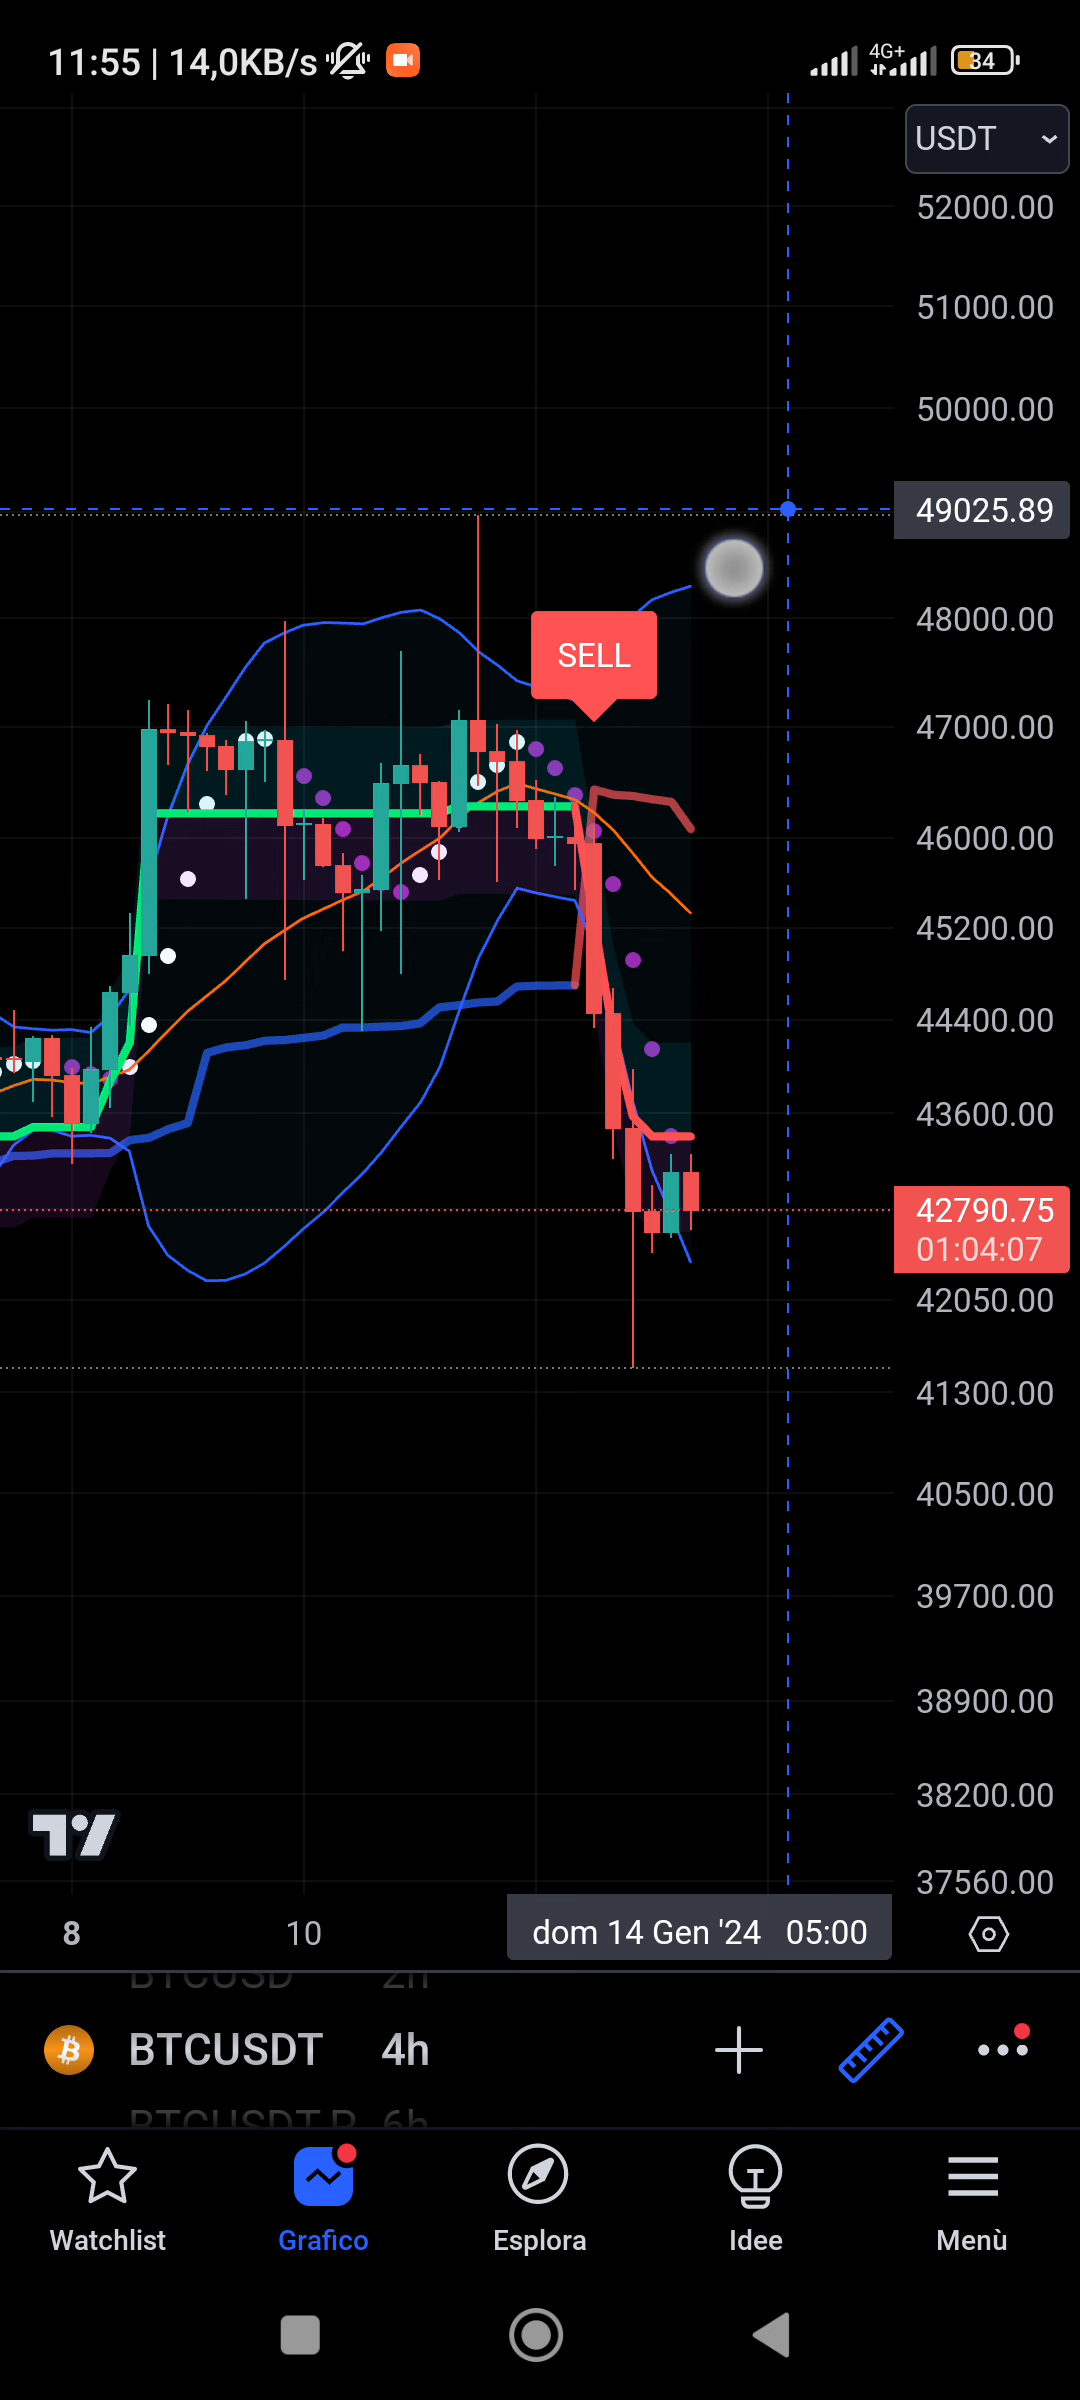 11:55 | 14,0KB/s 4G+ 34
USDT
52000.00
51000.00
50000.00
49025.89
48000.00
SELL
47000.00
46000.00
45200.00
44400.00
43600.00
42790.75
01:04:07
42050.00
41300.00
40500.00
39700.00
38900.00
38200.00
37560.00
8 10 dom 14 Gen '24 05:00
BTCUSD 2h
BTCUSDT 4h
BTCUSDT.P 6h
Watchlist Grafico Esplora Idee Menù